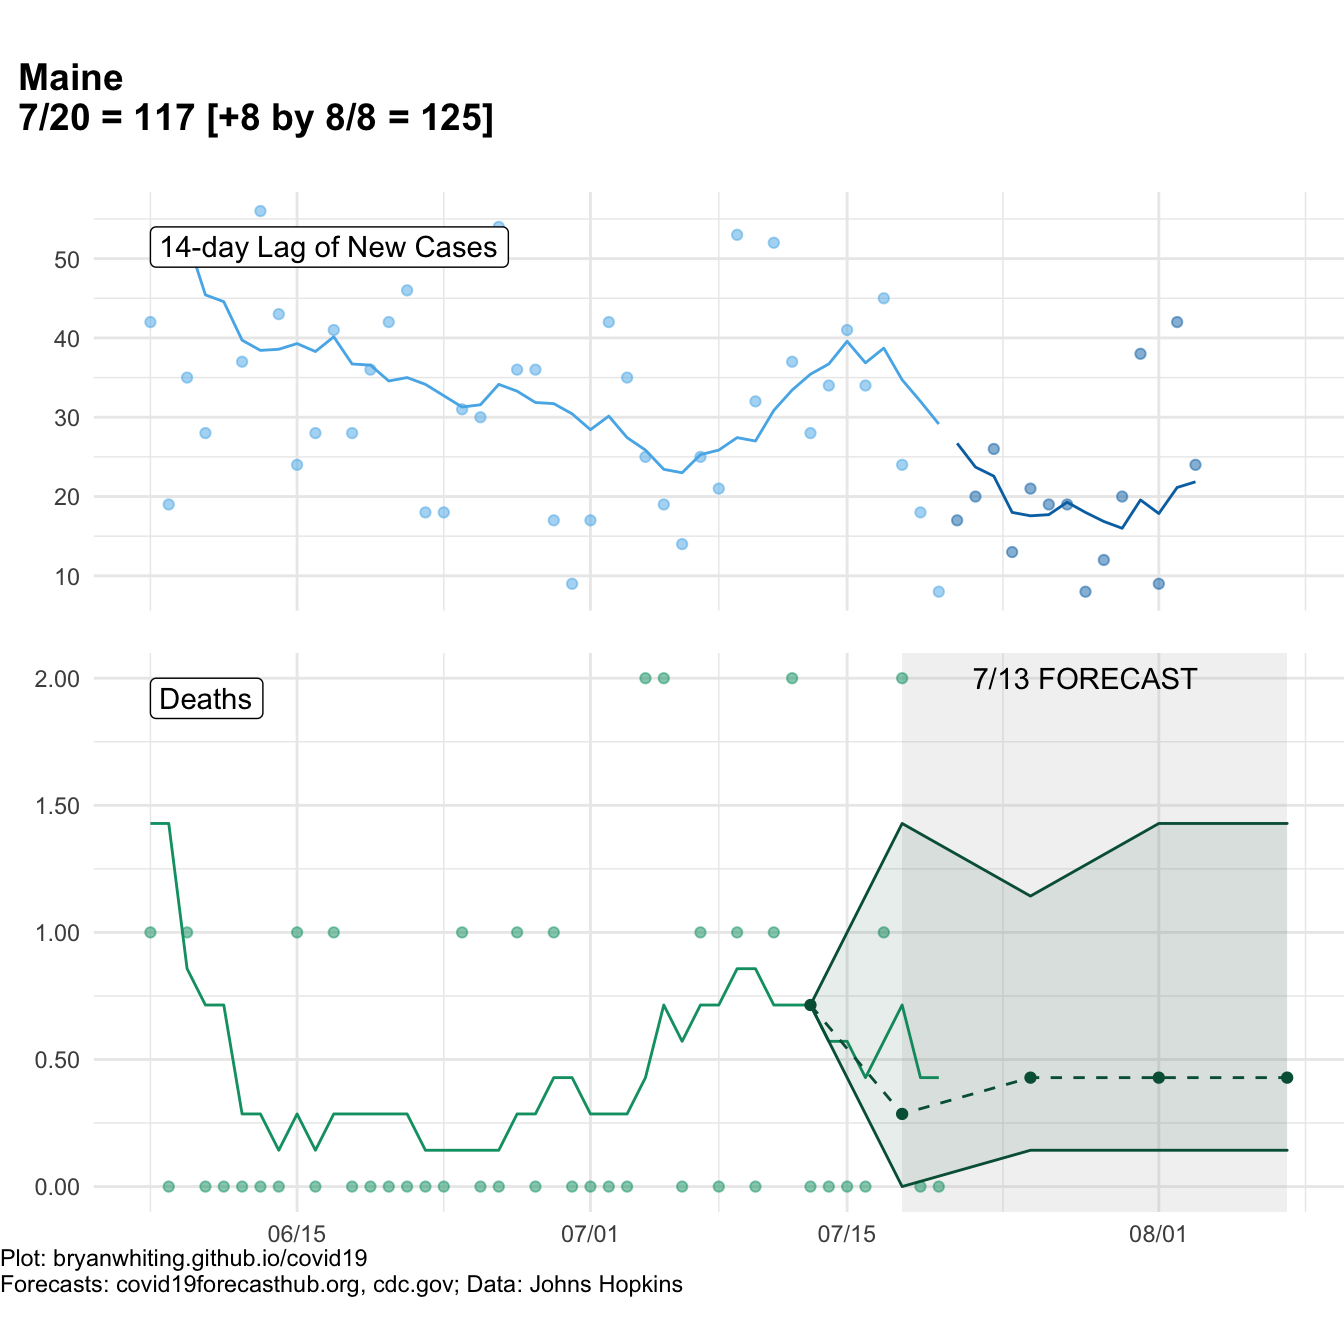 Maine
7/20 = 117 [+8 by 8/8 = 125]
14-day Lag of New Cases
50
40
30
20
10
2.00
1.50
1.00
0.50
0.00
Deaths
7/13 FORECAST
06/15
07/01
07/15
08/01
Plot: bryanwhiting.github.io/covid19
Forecasts: covid19forecasthub.org, cdc.gov; Data: Johns Hopkins